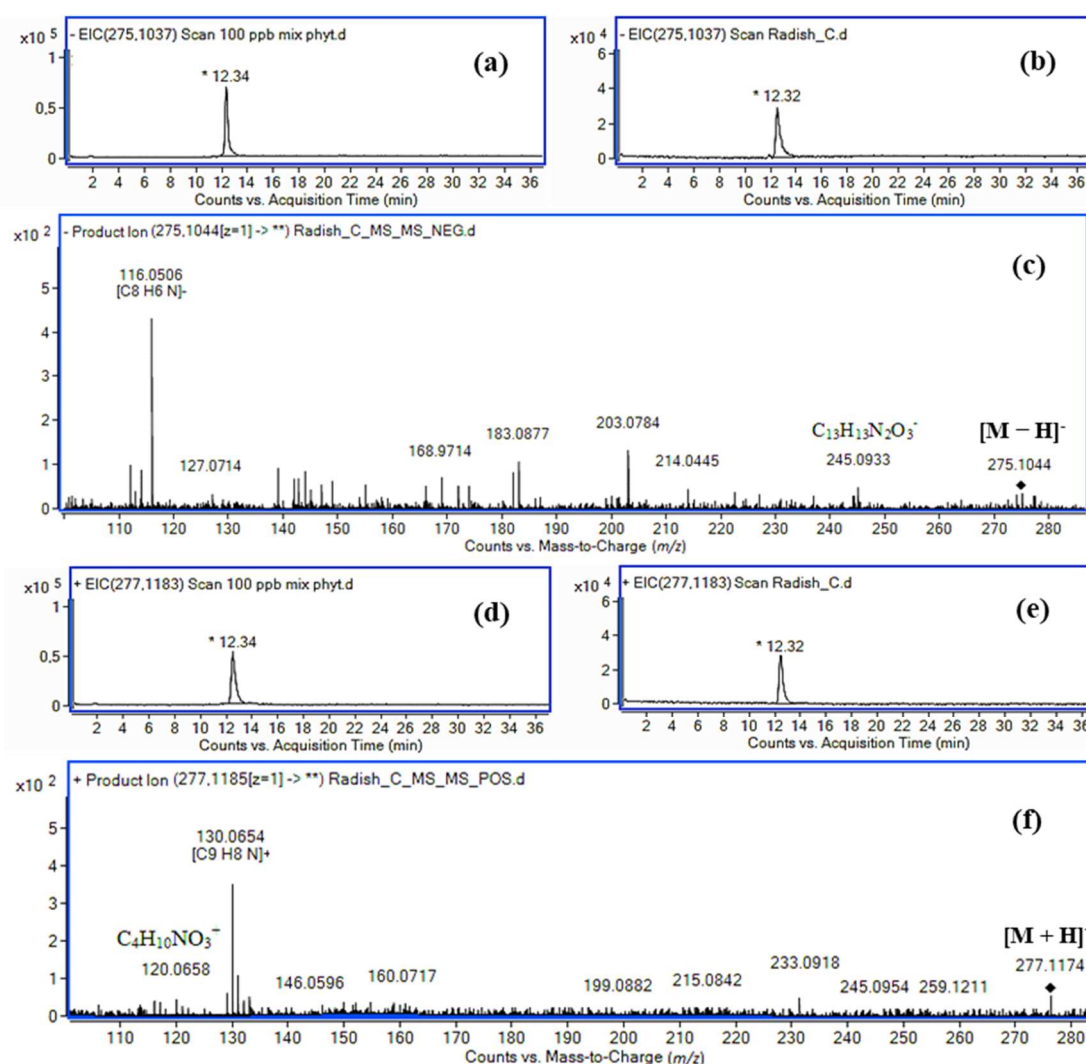 - EIC(275,1037) Scan 100 ppb mix phyt.d
(a)
x10 5
1
0,5
0
* 12.34
2 4 6 8 10 12 14 16 18 20 22 24 26 28 30 32 34 36
Counts vs. Acquisition Time (min)
- EIC(275,1037) Scan Radish_C.d
(b)
x10 4
6
4
2
0
* 12.32
2 4 6 8 10 12 14 16 18 20 22 24 26 28 30 32 34 36
Counts vs. Acquisition Time (min)
- Product Ion (275,1044[z=1] -> **) Radish_C_MS_MS_NEG.d
(c)
x10 2
5
4
3
2
1
0
116.0506
[C8 H6 N]-
127.0714
168.9714
183.0877
203.0784
214.0445
C13H13N2O3-
245.0933
[M − H]-
275.1044
110 120 130 140 150 160 170 180 190 200 210 220 230 240 250 260 270 280
Counts vs. Mass-to-Charge (m/z)
+ EIC(277,1183) Scan 100 ppb mix phyt.d
(d)
x10 5
1
0,5
0
* 12.34
2 4 6 8 10 12 14 16 18 20 22 24 26 28 30 32 34 36
Counts vs. Acquisition Time (min)
+ EIC(277,1183) Scan Radish_C.d
(e)
x10 4
6
4
2
0
* 12.32
2 4 6 8 10 12 14 16 18 20 22 24 26 28 30 32 34 36
Counts vs. Acquisition Time (min)
+ Product Ion (277,1185[z=1] -> **) Radish_C_MS_MS_POS.d
(f)
x10 2
5
4
3
2
1
0
130.0654
[C9 H8 N]+
C4H10NO3+
120.0658
146.0596
160.0717
199.0882
215.0842
233.0918
245.0954
259.1211
[M + H]+
277.1174
110 120 130 140 150 160 170 180 190 200 210 220 230 240 250 260 270 280
Counts vs. Mass-to-Charge (m/z)